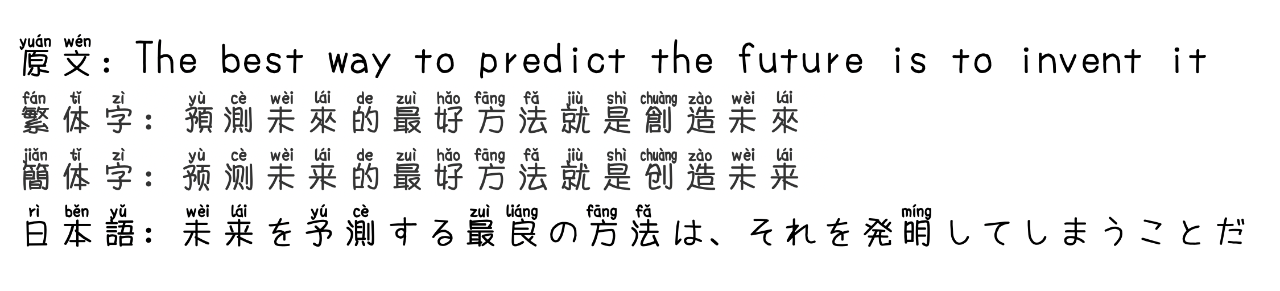 yuán wén
原文: The best way to predict the future is to invent it
fán tǐ zì yù cè wèi lái de zuì hǎo fāng fǎ jiù shì chuàng zào wèi lái
繁体字: 預測未來的最好方法就是創造未來
jiǎn tǐ zì yù cè wèi lái de zuì hǎo fāng fǎ jiù shì chuàng zào wèi lái
簡体字: 预测未来的最好方法就是创造未来
rì běn yǔ wèi lái yú cè zuì liáng fāng fǎ míng
日本語: 未来を予測する最良の方法は、それを発明してしまうことだ